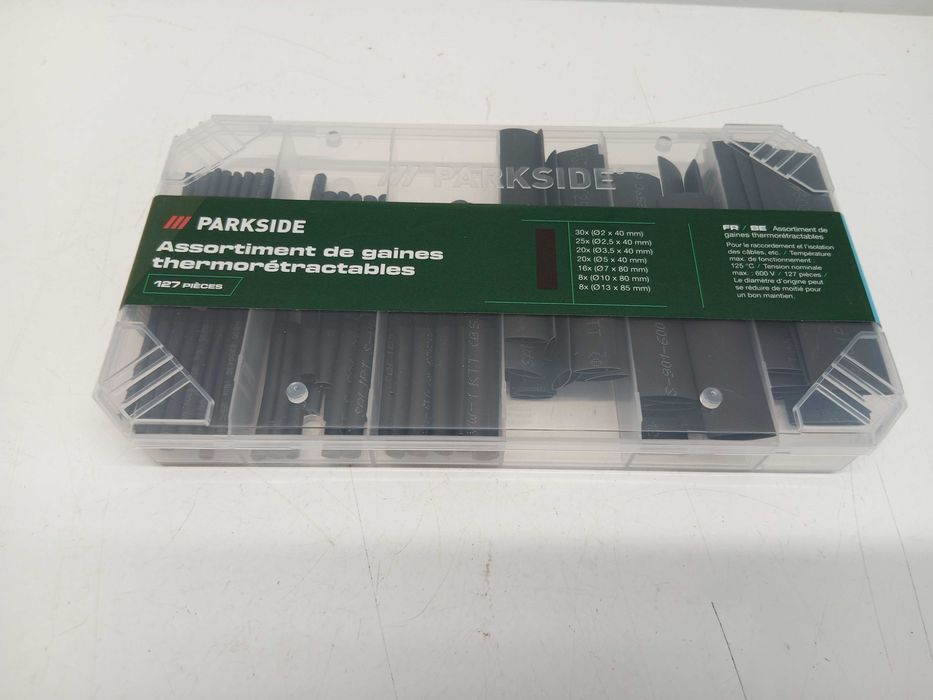 PARKSIDE
PARKSIDE
Assortiment de gaines
thermorétractables
127 PIÈCES
30x (Ø2 x 40 mm)
25x (Ø2,5 x 40 mm)
20x (Ø3,5 x 40 mm)
20x (Ø5 x 40 mm)
16x (Ø7 x 80 mm)
8x (Ø10 x 80 mm)
8x (Ø13 x 85 mm)
FR / BE Assortiment de
gaines thermorétractables
Pour le raccordement et l'isolation
des câbles, etc. / Température
max. de fonctionnement :
125 °C / Tension nominale
max. : 600 V / 127 pièces /
Le diamètre d'origine peut
se réduire de moitié pour
un bon maintien.